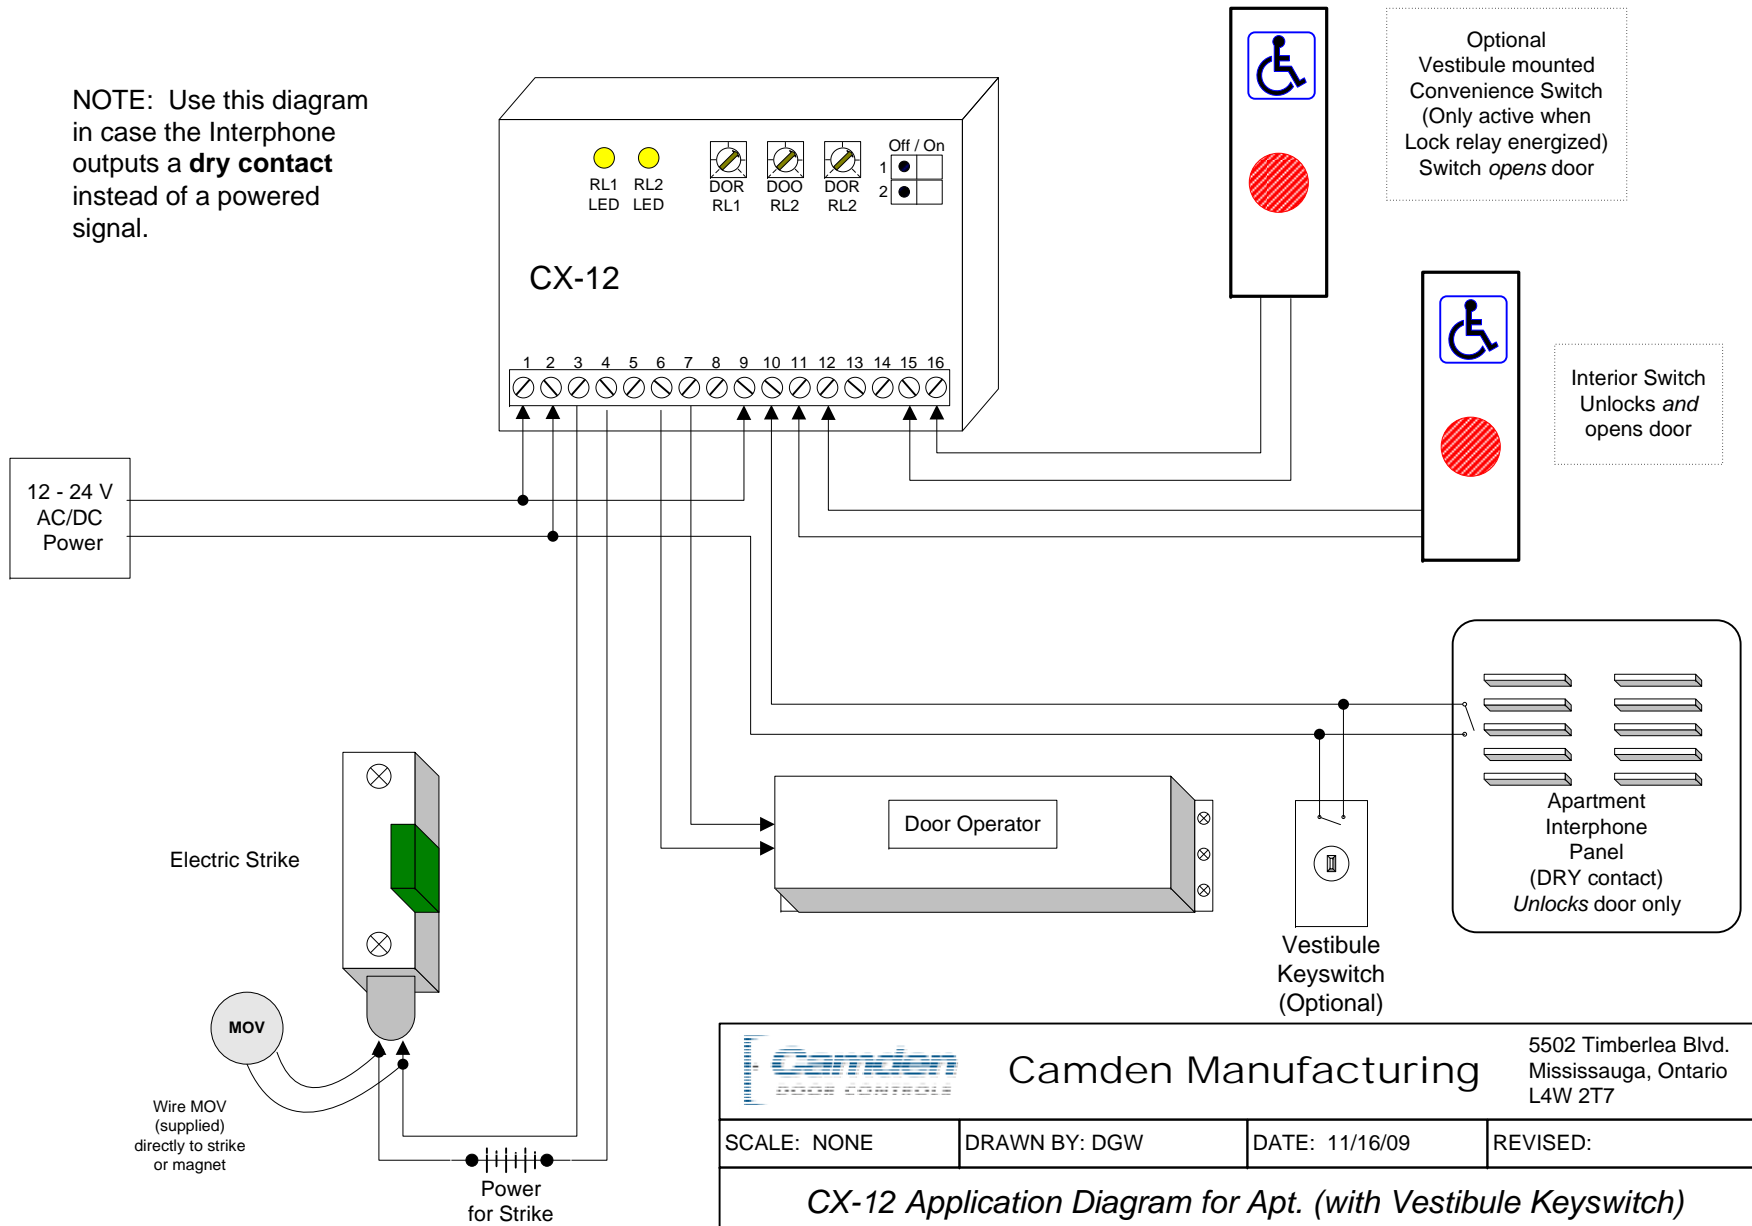 NOTE: Use this diagram
in case the Interphone
outputs a dry contact
instead of a powered
signal.
RL1
LED
RL2
LED
DOR
RL1
DOO
RL2
DOR
RL2
Off / On
1
2
CX-12
1 2 3 4 5 6 7 8 9 10 11 12 13 14 15 16
Optional
Vestibule mounted
Convenience Switch
(Only active when
Lock relay energized)
Switch opens door
Interior Switch
Unlocks and
opens door
12 - 24 V
AC/DC
Power
Electric Strike
MOV
Wire MOV
(supplied)
directly to strike
or magnet
Power
for Strike
Door Operator
Vestibule
Keyswitch
(Optional)
Apartment
Interphone
Panel
(DRY contact)
Unlocks door only
Camden
DOOR CONTROLS
Camden Manufacturing
5502 Timberlea Blvd.
Mississauga, Ontario
L4W 2T7
SCALE: NONE
DRAWN BY: DGW
DATE: 11/16/09
REVISED:
CX-12 Application Diagram for Apt. (with Vestibule Keyswitch)